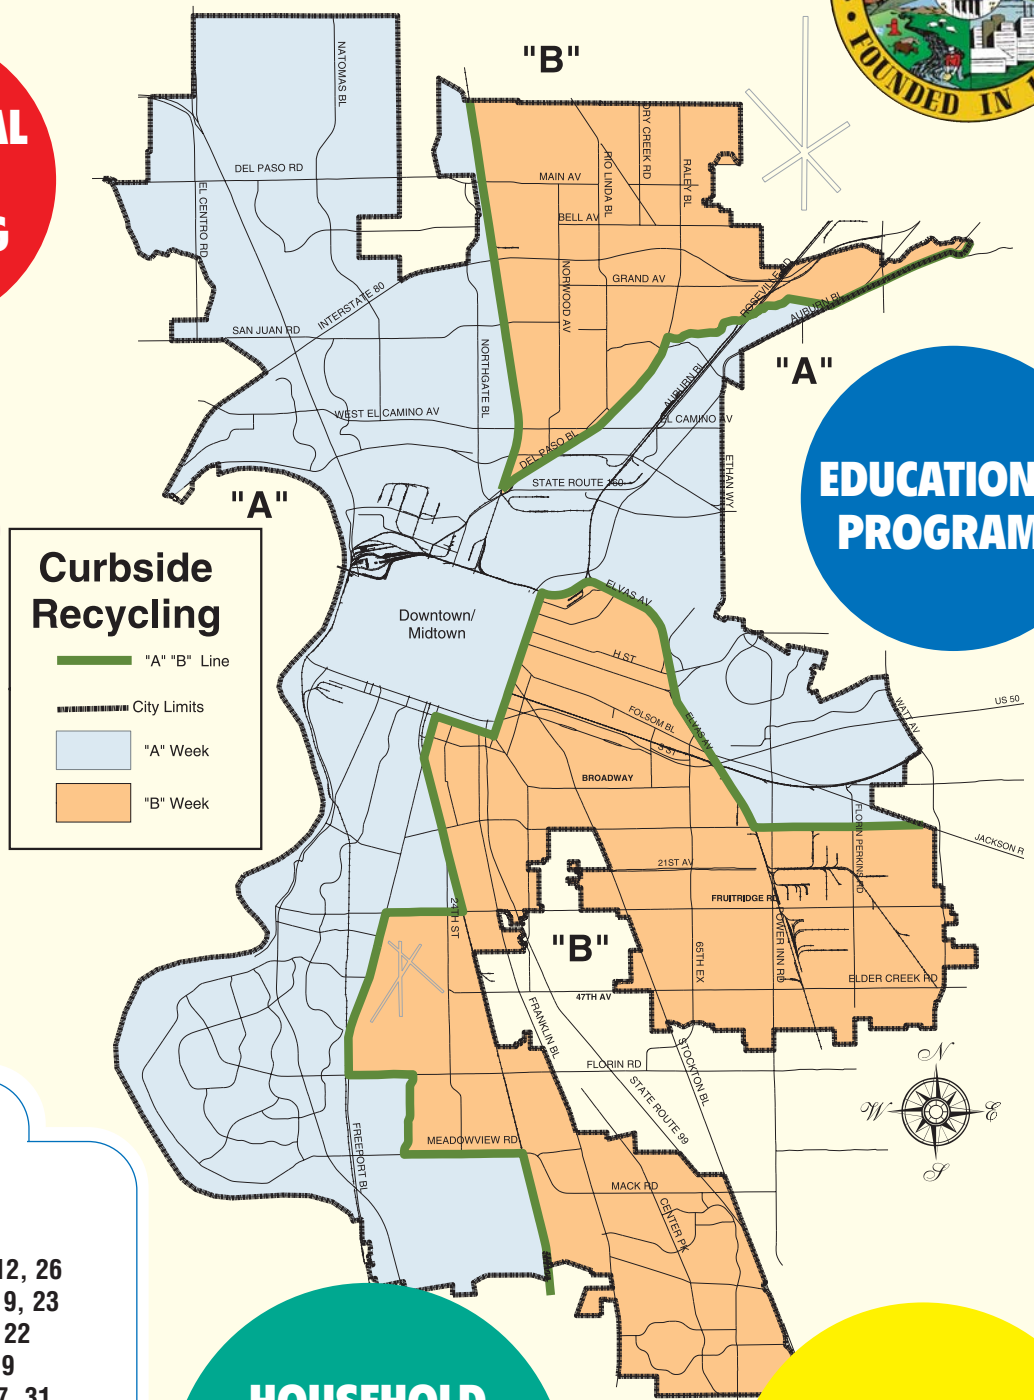 "B"
FOUNDED IN
NATOMAS BL
DRY CREEK RD
RIO LINDA BL
RALEY BL
DEL PASO RD
MAIN AV
EL CENTRO RD
BELL AV
NORWOOD AV
GRAND AV
INTERSTATE 80
ROSEVILLE RD
AUBURN BL
SAN JUAN RD
NORTHGATE BL
"A"
AUBURN BL
WEST EL CAMINO AV
EL CAMINO AV
DEL PASO BL
ETHAN WY
STATE ROUTE 160
"A"
EDUCATION
PROGRAM
Curbside
Recycling
"A" "B" Line
City Limits
"A" Week
"B" Week
Downtown/
Midtown
ELVAS AV
H ST
FOLSOM BL
S ST
ELVAS AV
WATT AV
US 50
BROADWAY
FLORIN PERKINS RD
JACKSON R
21ST AV
24TH ST
FRUITRIDGE RD
"B"
65TH EX
POWER INN RD
ELDER CREEK RD
47TH AV
FRANKLIN BL
STOCKTON BL
FLORIN RD
STATE ROUTE 99
N
W
E
S
FREEPORT BL
MEADOWVIEW RD
MACK RD
CENTER PK
12, 26
9, 23
22
9
7, 31
HOUSEHOLD